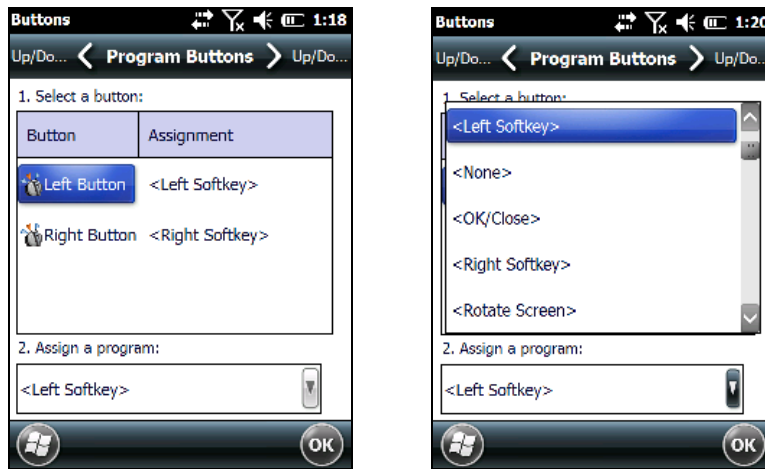 Buttons 1:18
Up/Do... Program Buttons Up/Do...
1. Select a button:
Button Assignment
Left Button <Left Softkey>
Right Button <Right Softkey>
2. Assign a program:
<Left Softkey>
OK
Buttons 1:20
Up/Do... Program Buttons Up/Do..
1. Select a button:
<Left Softkey>
<None>
<OK/Close>
<Right Softkey>
<Rotate Screen>
2. Assign a program:
<Left Softkey>
OK